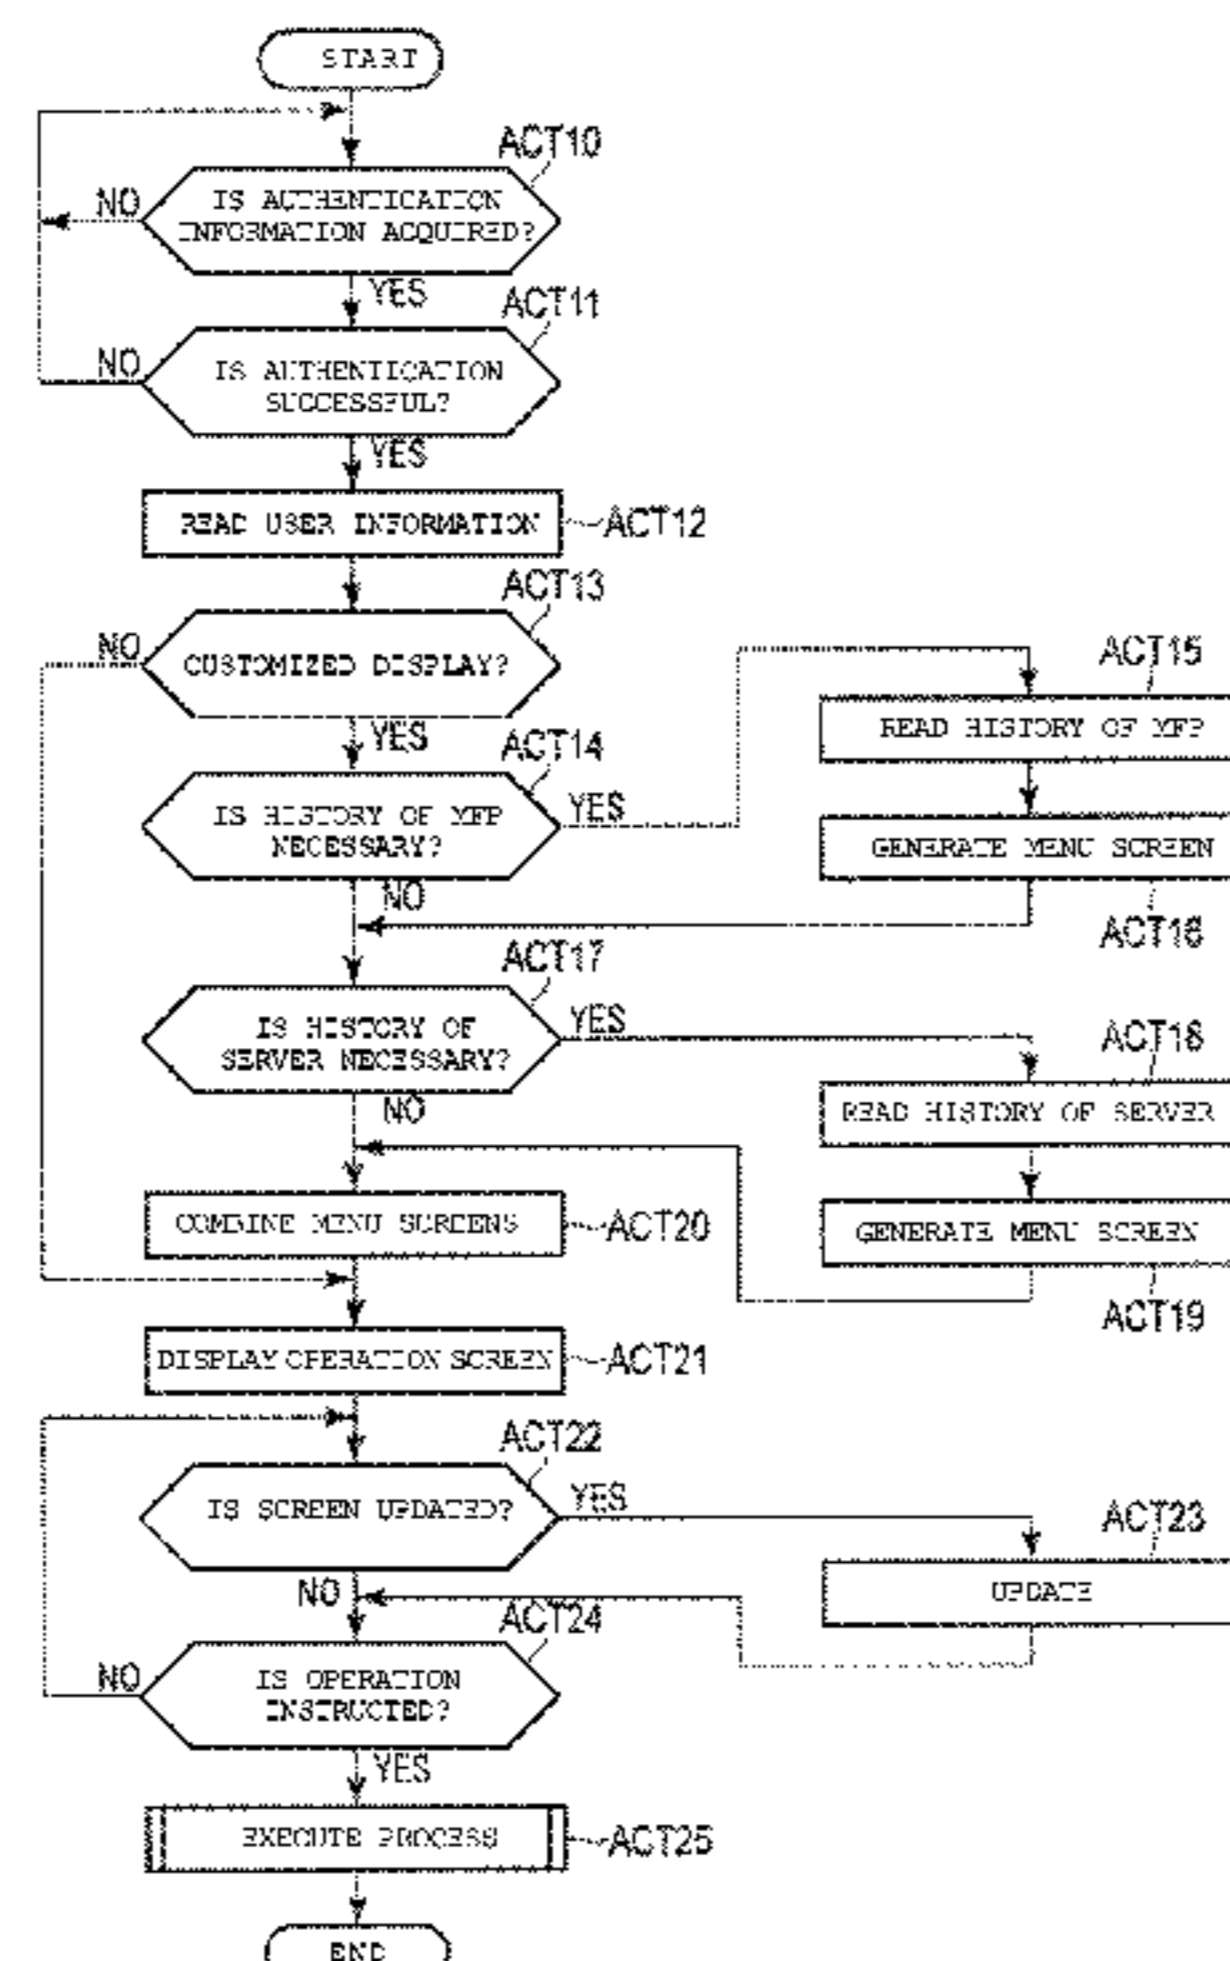 START
ACT10
NO
IS AUTHENTICATION
INFORMATION ACQUIRED?
YES
ACT11
NO
IS AUTHENTICATION
SUCCESSFUL?
YES
READ USER INFORMATION
ACT12
ACT13
NO
CUSTOMIZED DISPLAY?
YES
ACT14
IS HISTORY OF MFP
NECESSARY?
YES
NO
ACT15
READ HISTORY OF MFP
GENERATE MENU SCREEN
ACT16
ACT17
IS HISTORY OF
SERVER NECESSARY?
YES
NO
ACT18
READ HISTORY OF SERVER
GENERATE MENU SCREEN
ACT19
COMBINE MENU SCREENS
ACT20
DISPLAY OPERATION SCREEN
ACT21
ACT22
IS SCREEN UPDATED?
YES
NO
ACT23
UPDATE
ACT24
NO
IS OPERATION
INSTRUCTED?
YES
EXECUTE PROCESS
ACT25
END